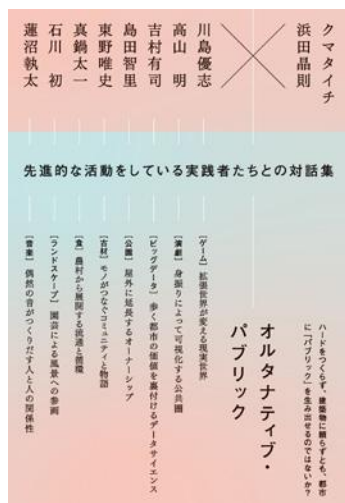 クマタイチ
浜田晶則
川島優志
高山 明
吉村有司
島田智里
東野唯史
真鍋太一
石川 初
蓮沼執太
先進的な活動をしている実践者たちとの対話集
ハードをつくらず、建築物に頼らずとも、都市
に「パブリック」を生み出せるのではないか?
オルタナティブ・
パブリック
[ゲーム] 拡張世界が変える現実世界
[演劇] 身振りによって可視化する公共圏
[ビッグデータ] 歩く都市の価値を裏付けるデータサイエンス
[公園] 屋外に延長するオーナーシップ
[古材] モノがつなぐコミュニティと物語
[食] 農村から展開する流通と循環
[ランドスケープ] 園芸による風景への参画
[音楽] 偶然の音がつくりだす人と人の関係性